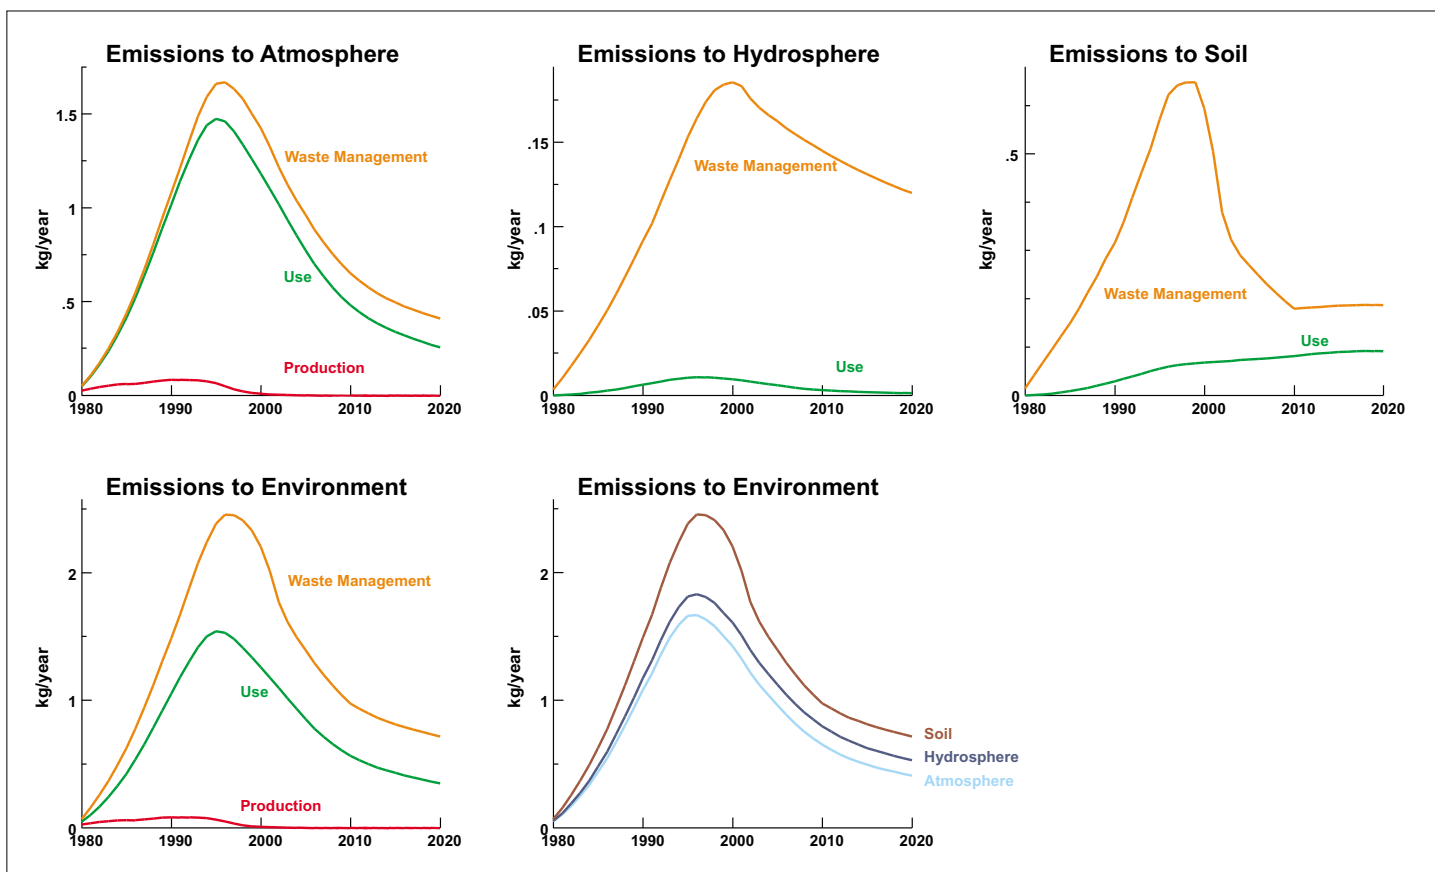 Emissions to Atmosphere
kg/year
1.5
1
.5
0
Waste Management
Use
Production
1980 1990 2000 2010 2020
Emissions to Hydrosphere
kg/year
.15
.1
.05
0
Waste Management
Use
1980 1990 2000 2010 2020
Emissions to Soil
kg/year
.5
0
Waste Management
Use
1980 1990 2000 2010 2020
Emissions to Environment
kg/year
2
1
0
Waste Management
Use
Production
1980 1990 2000 2010 2020
Emissions to Environment
kg/year
2
1
0
Soil
Hydrosphere
Atmosphere
1980 1990 2000 2010 2020